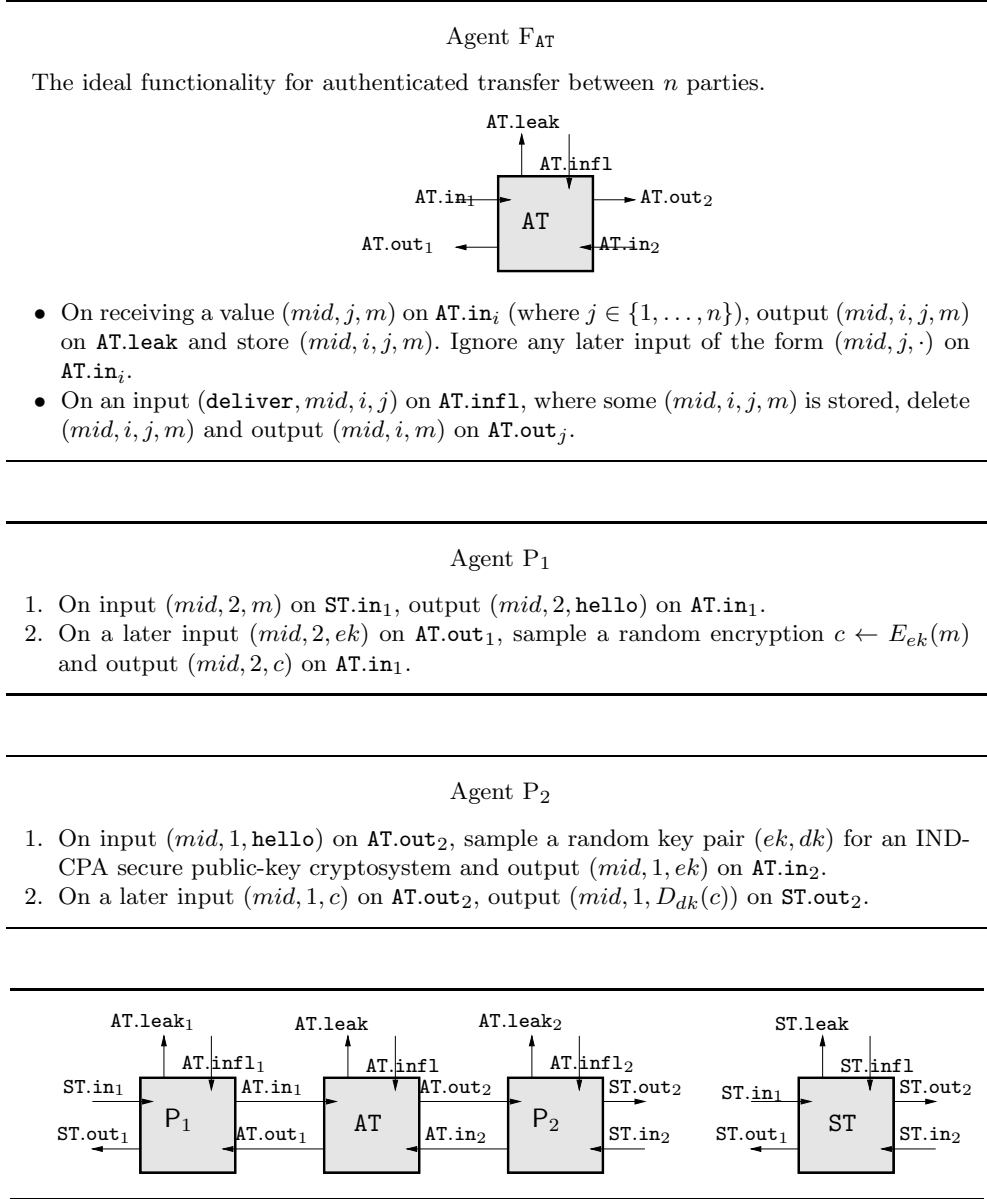 Agent F_AT
The ideal functionality for authenticated transfer between n parties.
AT.leak
AT.infl
AT.in₁
AT.out₂
AT
AT.out₁
AT.in₂
• On receiving a value (mid, j, m) on AT.inᵢ (where j ∈ {1, . . . , n}), output (mid, i, j, m)
on AT.leak and store (mid, i, j, m). Ignore any later input of the form (mid, j, ·) on
AT.inᵢ.
• On an input (deliver, mid, i, j) on AT.infl, where some (mid, i, j, m) is stored, delete
(mid, i, j, m) and output (mid, i, m) on AT.outⱼ.
Agent P₁
1. On input (mid, 2, m) on ST.in₁, output (mid, 2, hello) on AT.in₁.
2. On a later input (mid, 2, ek) on AT.out₁, sample a random encryption c ← E_ek(m)
and output (mid, 2, c) on AT.in₁.
Agent P₂
1. On input (mid, 1, hello) on AT.out₂, sample a random key pair (ek, dk) for an IND-
CPA secure public-key cryptosystem and output (mid, 1, ek) on AT.in₂.
2. On a later input (mid, 1, c) on AT.out₂, output (mid, 1, D_dk(c)) on ST.out₂.
AT.leak₁ AT.leak AT.leak₂ ST.leak
AT.infl₁ AT.infl AT.infl₂ ST.infl
ST.in₁ AT.in₁ AT.out₂ ST.out₂ ST.in₁ ST.out₂
P₁ AT P₂ ST
ST.out₁ AT.out₁ AT.in₂ ST.in₂ ST.out₁ ST.in₂